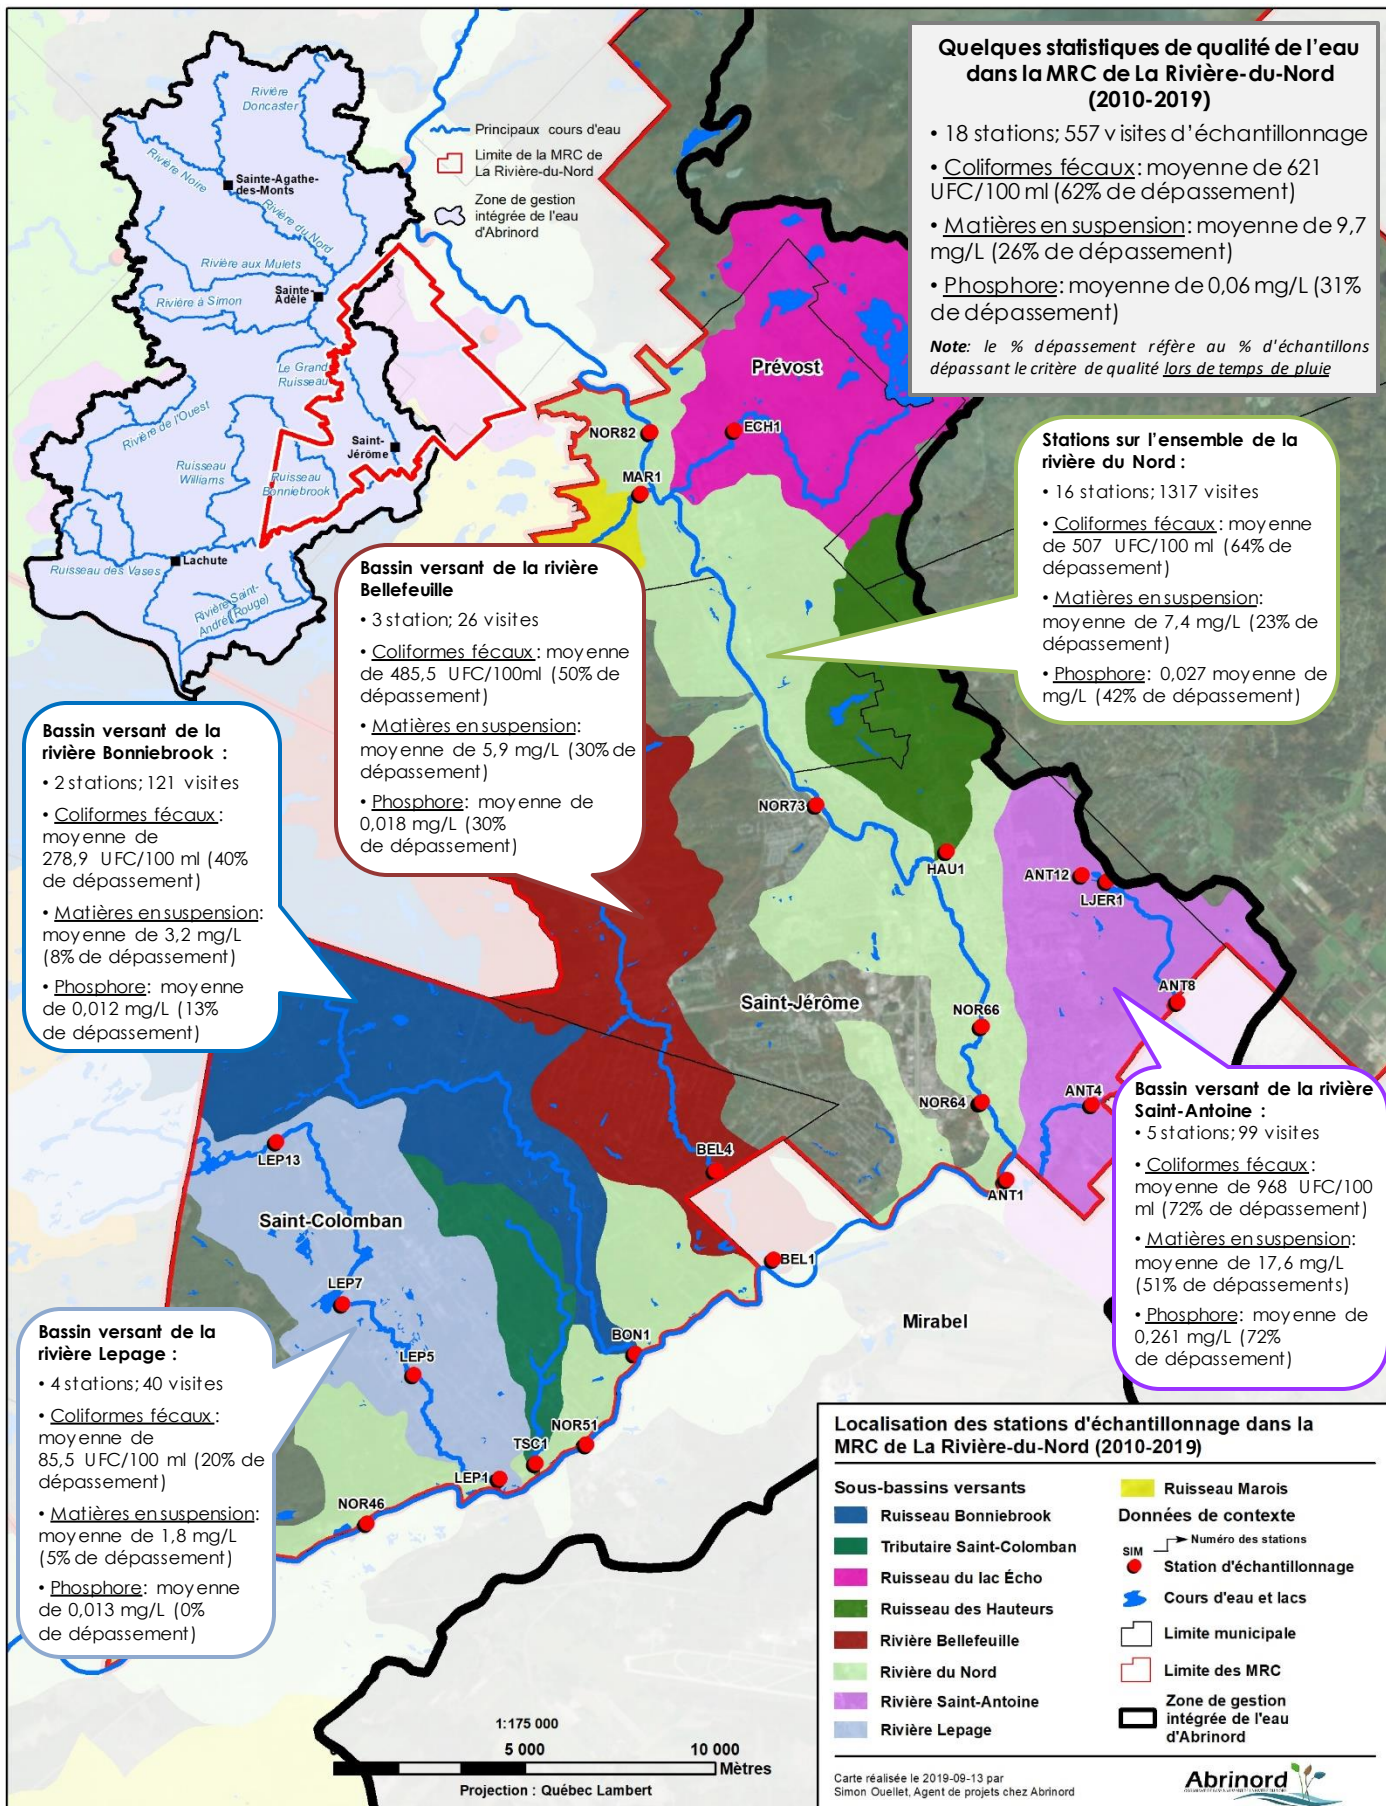 Quelques statistiques de qualité de l'eau
dans la MRC de La Rivière-du-Nord
(2010-2019)
• 18 stations; 557 visites d'échantillonnage
• Coliformes fécaux: moyenne de 621
UFC/100 ml (62% de dépassement)
• Matières en suspension: moyenne de 9,7
mg/L (26% de dépassement)
• Phosphore: moyenne de 0,06 mg/L (31%
de dépassement)
Note: le % dépassement réfère au % d'échantillons
dépassant le critère de qualité lors de temps de pluie
Principaux cours d'eau
Limite de la MRC de
La Rivière-du-Nord
Zone de gestion
intégrée de l'eau
d'Abrinord
Rivière
Doncaster
Rivière Noire
Sainte-Agathe-
des-Monts
Rivière du Nord
Rivière aux Mulets
Sainte-
Adèle
Rivière à Simon
Le Grand
Ruisseau
Rivière de l'Ouest
Saint-
Jérôme
Ruisseau
Williams
Ruisseau
Bonniebrook
Lachute
Ruisseau des Vases
Rivière Saint-
André (Rouge)
Prévost
NOR82
ECH1
MAR1
Stations sur l'ensemble de la
rivière du Nord :
• 16 stations; 1317 visites
• Coliformes fécaux : moyenne
de 507 UFC/100 ml (64% de
dépassement)
• Matières en suspension:
moyenne de 7,4 mg/L (23% de
dépassement)
• Phosphore: 0,027 moyenne de
mg/L (42% de dépassement)
Bassin versant de la rivière
Bellefeuille
• 3 station; 26 visites
• Coliformes fécaux : moyenne
de 485,5 UFC/100ml (50% de
dépassement)
• Matières en suspension:
moyenne de 5,9 mg/L (30% de
dépassement)
• Phosphore: moyenne de
0,018 mg/L (30%
de dépassement)
Bassin versant de la
rivière Bonniebrook :
• 2 stations; 121 visites
• Coliformes fécaux :
moyenne de
278,9 UFC/100 ml (40%
de dépassement)
• Matières en suspension:
moyenne de 3,2 mg/L
(8% de dépassement)
• Phosphore: moyenne
de 0,012 mg/L (13%
de dépassement)
NOR73
HAU1
ANT12
LJER1
ANT8
Saint-Jérôme
NOR66
NOR64
ANT4
BEL4
ANT1
BEL1
LEP13
Saint-Colomban
LEP7
Mirabel
BON1
LEP5
NOR51
TSC1
LEP1
NOR46
Bassin versant de la rivière
Saint-Antoine :
• 5 stations; 99 visites
• Coliformes fécaux :
moyenne de 968 UFC/100
ml (72% de dépassement)
• Matières en suspension:
moyenne de 17,6 mg/L
(51% de dépassements)
• Phosphore: moyenne de
0,261 mg/L (72%
de dépassement)
Bassin versant de la
rivière Lepage :
• 4 stations; 40 visites
• Coliformes fécaux :
moyenne de
85,5 UFC/100 ml (20% de
dépassement)
• Matières en suspension:
moyenne de 1,8 mg/L
(5% de dépassement)
• Phosphore: moyenne
de 0,013 mg/L (0%
de dépassement)
Localisation des stations d'échantillonnage dans la
MRC de La Rivière-du-Nord (2010-2019)
Sous-bassins versants
Ruisseau Bonniebrook
Tributaire Saint-Colomban
Ruisseau du lac Écho
Ruisseau des Hauteurs
Rivière Bellefeuille
Rivière du Nord
Rivière Saint-Antoine
Rivière Lepage
Ruisseau Marois
Données de contexte
SIM Numéro des stations
Station d'échantillonnage
Cours d'eau et lacs
Limite municipale
Limite des MRC
Zone de gestion
intégrée de l'eau
d'Abrinord
1:175 000
5 000 10 000
Mètres
Projection : Québec Lambert
Carte réalisée le 2019-09-13 par
Simon Ouellet, Agent de projets chez Abrinord
Abrinord